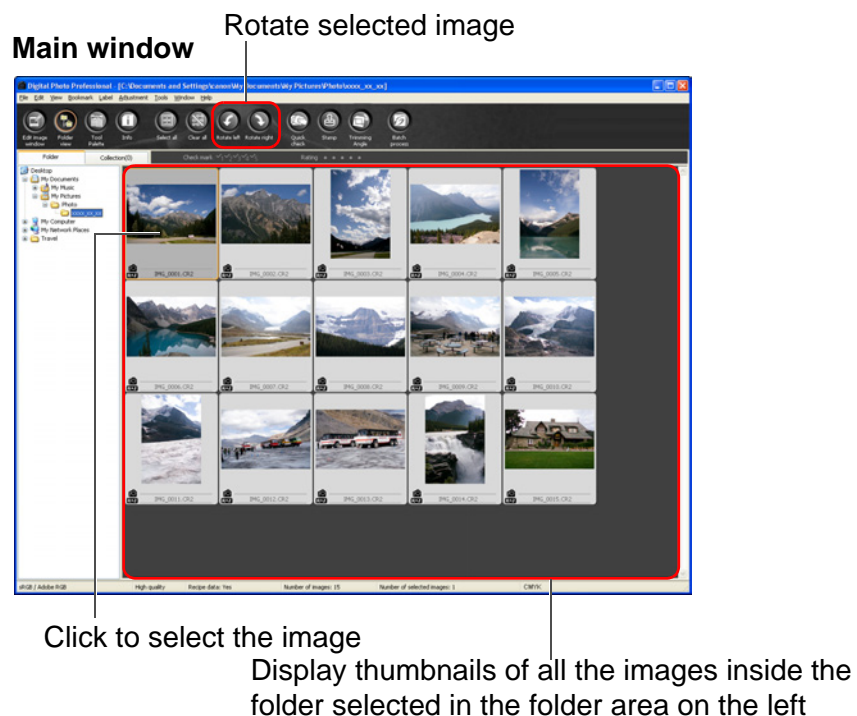 Rotate selected image
Main window
Digital Photo Professional - [C:\Documents and Settings\canon\My Documents\My Pictures\Photo\xxxx_xx_xx]
File Edit View Bookmark Label Adjustment Tools Window Help
Edit image window Folder view Tool Palette Info Select all Clear all Rotate left Rotate right Quick check Stamp Trimming Angle Batch process
Folder Collection(0) Check mark Rating
Desktop
My Documents
My Music
My Pictures
Photo
xxxx_xx_xx
My Computer
My Network Places
Travel
IMG_0001.CR2 IMG_0002.CR2 IMG_0003.CR2 IMG_0004.CR2 IMG_0005.CR2
IMG_0006.CR2 IMG_0007.CR2 IMG_0008.CR2 IMG_0009.CR2 IMG_0010.CR2
IMG_0011.CR2 IMG_0012.CR2 IMG_0013.CR2 IMG_0014.CR2 IMG_0015.CR2
sRGB / Adobe RGB High quality Recipe data: Yes Number of images: 15 Number of selected images: 1 CMYK
Click to select the image
Display thumbnails of all the images inside the
folder selected in the folder area on the left